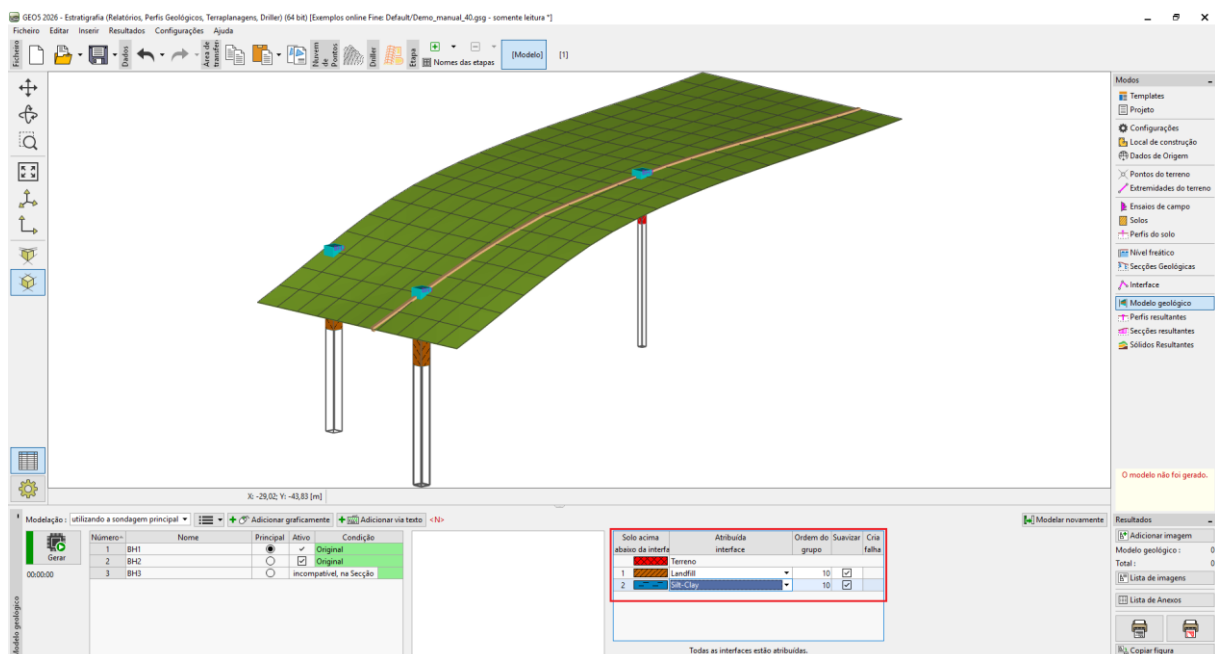 GEO5 2026 - Estratigrafia (Relatórios, Perfis Geológicos, Terraplanagens, Driller) (64 bit) [Exemplos online Fine: Default/Demo_manual_40.gsg - somente leitura *]
Ficheiro Editar Inserir Resultados Configurações Ajuda
Ficheiro
Dados
Área de transfer
Nuvem de Pontos
Driller
Etapa
Nomes das etapas
[Modelo] [1]
Modos
Templates
Projeto
Configurações
Local de construção
Dados de Origem
Pontos do terreno
Extremidades do terreno
Ensaios de campo
Solos
Perfis do solo
Nível freático
Secções Geológicas
Interface
Modelo geológico
Perfis resultantes
Secções resultantes
Sólidos Resultantes
O modelo não foi gerado.
X: -29,02; Y: -43,83 [m]
Modelação : utilizando a sondagem principal Adicionar graficamente Adicionar via texto <N> Modelar novamente
Gerar
00:00:00
Número Nome Principal Ativo Condição
1 BH1 Original
2 BH2 Original
3 BH3 incompatível, na Secção
Solo acima Atribuída Ordem do Suavizar Cria
abaixo da interfa interface grupo falha
Terreno
1 Landfill 10
2 Silt-Clay 10
Todas as interfaces estão atribuídas.
Resultados
Adicionar imagem
Modelo geológico : 0
Total : 0
Lista de imagens
Lista de Anexos
Copiar figura
Modelo geológico